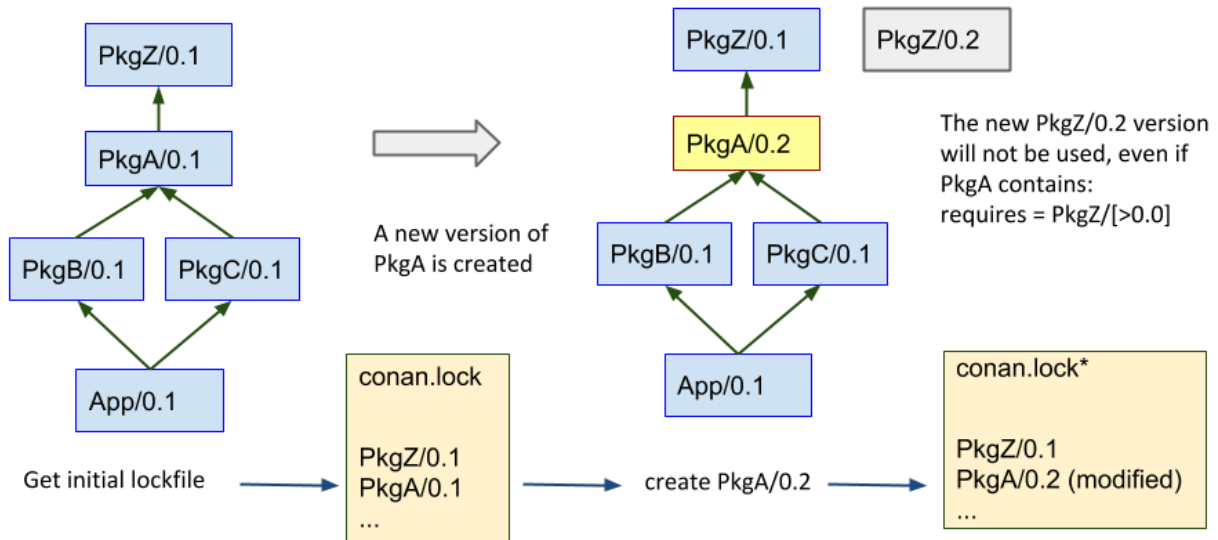 PkgZ/0.1
PkgA/0.1
PkgB/0.1
PkgC/0.1
App/0.1
A new version of
PkgA is created
PkgZ/0.1
PkgZ/0.2
PkgA/0.2
PkgB/0.1
PkgC/0.1
App/0.1
The new PkgZ/0.2 version
will not be used, even if
PkgA contains:
requires = PkgZ/[>0.0]
Get initial lockfile
conan.lock
PkgZ/0.1
PkgA/0.1
...
create PkgA/0.2
conan.lock*
PkgZ/0.1
PkgA/0.2 (modified)
...